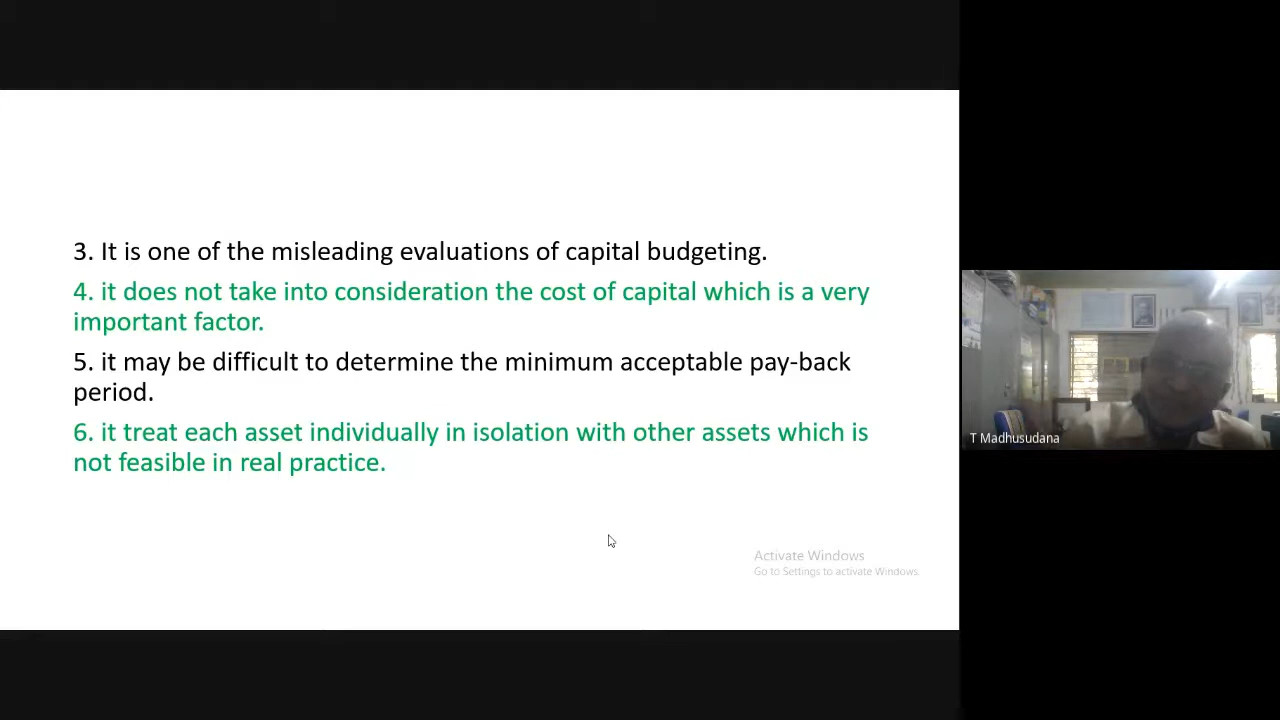 3. It is one of the misleading evaluations of capital budgeting.
4. it does not take into consideration the cost of capital which is a very
important factor.
5. it may be difficult to determine the minimum acceptable pay-back
period.
6. it treat each asset individually in isolation with other assets which is
not feasible in real practice.
Activate Windows
Go to Settings to activate Windows.
T Madhusudana